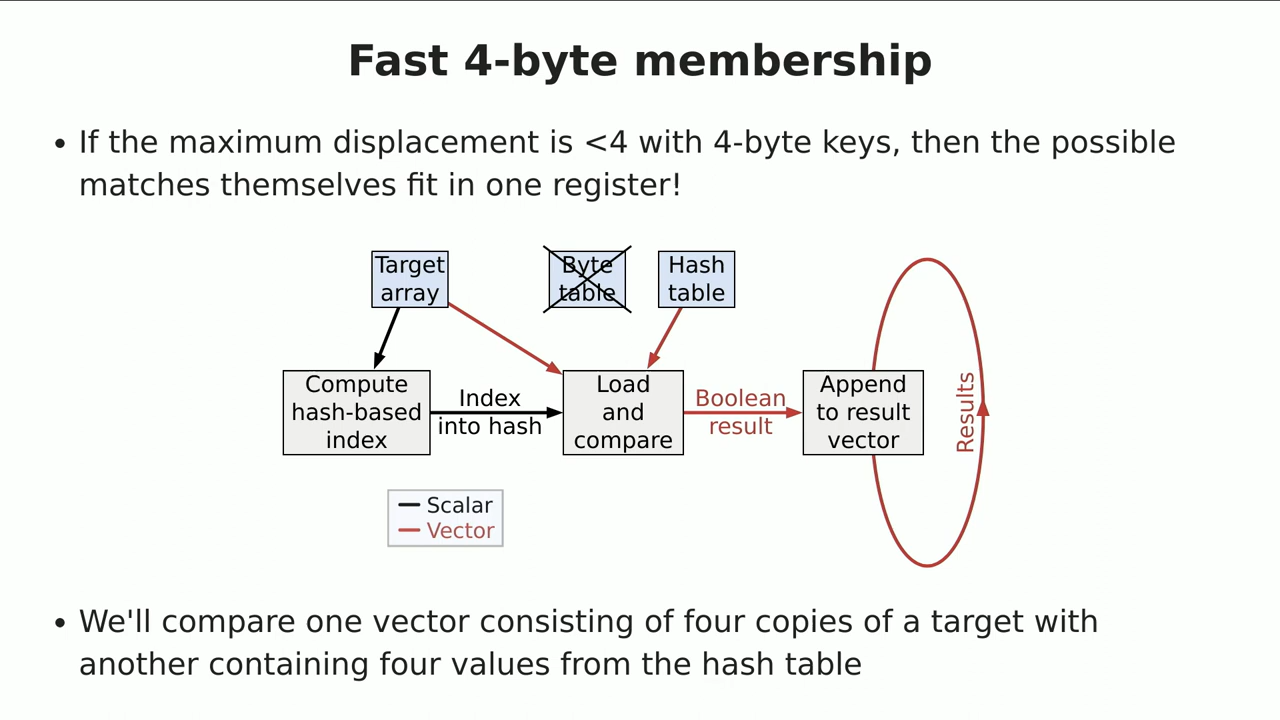 Fast 4-byte membership
• If the maximum displacement is <4 with 4-byte keys, then the possible
matches themselves fit in one register!
Target
array
Byte
table
Hash
table
Compute
hash-based
index
Index
into hash
Load
and
compare
Boolean
result
Append
to result
vector
Results
Scalar
Vector
• We'll compare one vector consisting of four copies of a target with
another containing four values from the hash table